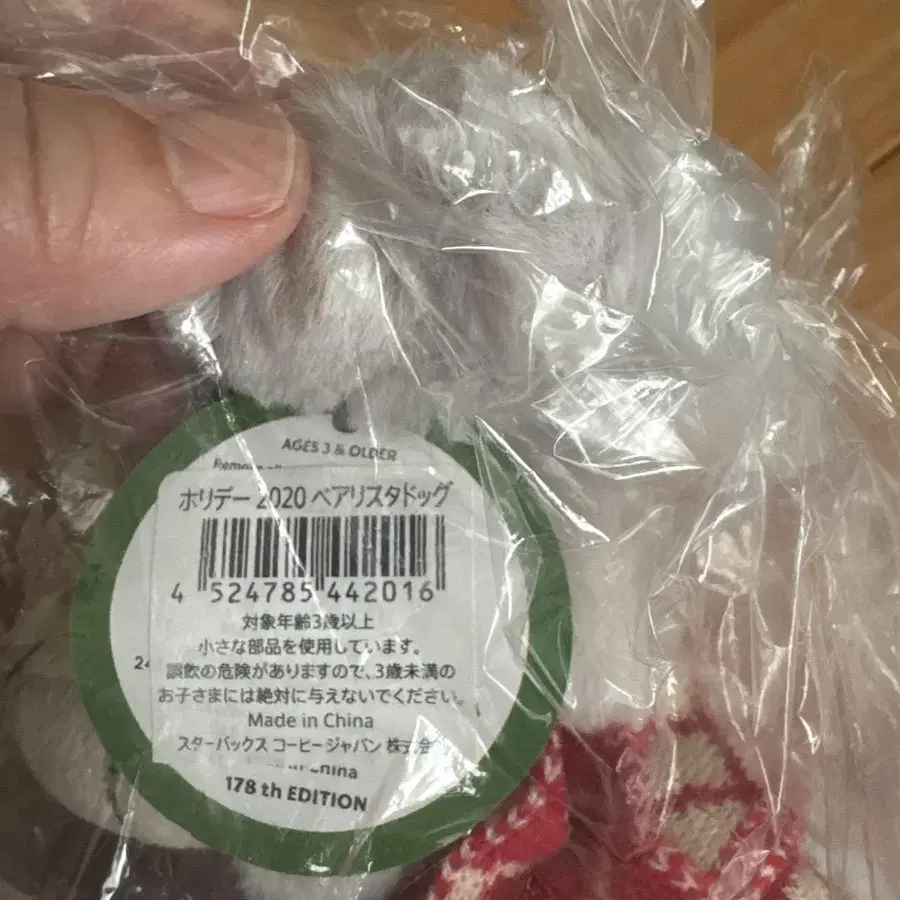 AGES 3 & OLDER
ホリデー 2020 ベアリスタドッグ
4 524785 442016
対象年齢3歳以上
小さな部品を使用しています。
誤飲の危険がありますので、3歳未満の
お子さまには絶対に与えないでください。
Made in China
スターバックス コーヒー ジャパン 株式会
China
178 th EDITION